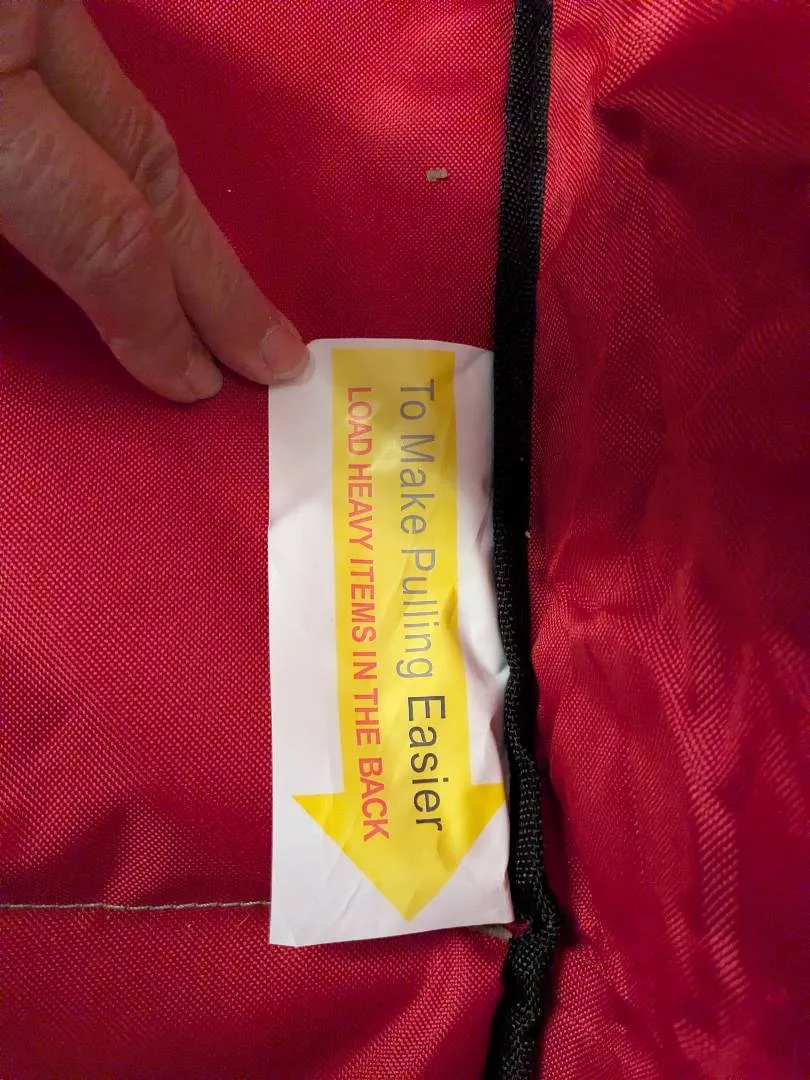 To Make Pulling Easier
LOAD HEAVY ITEMS IN THE BACK